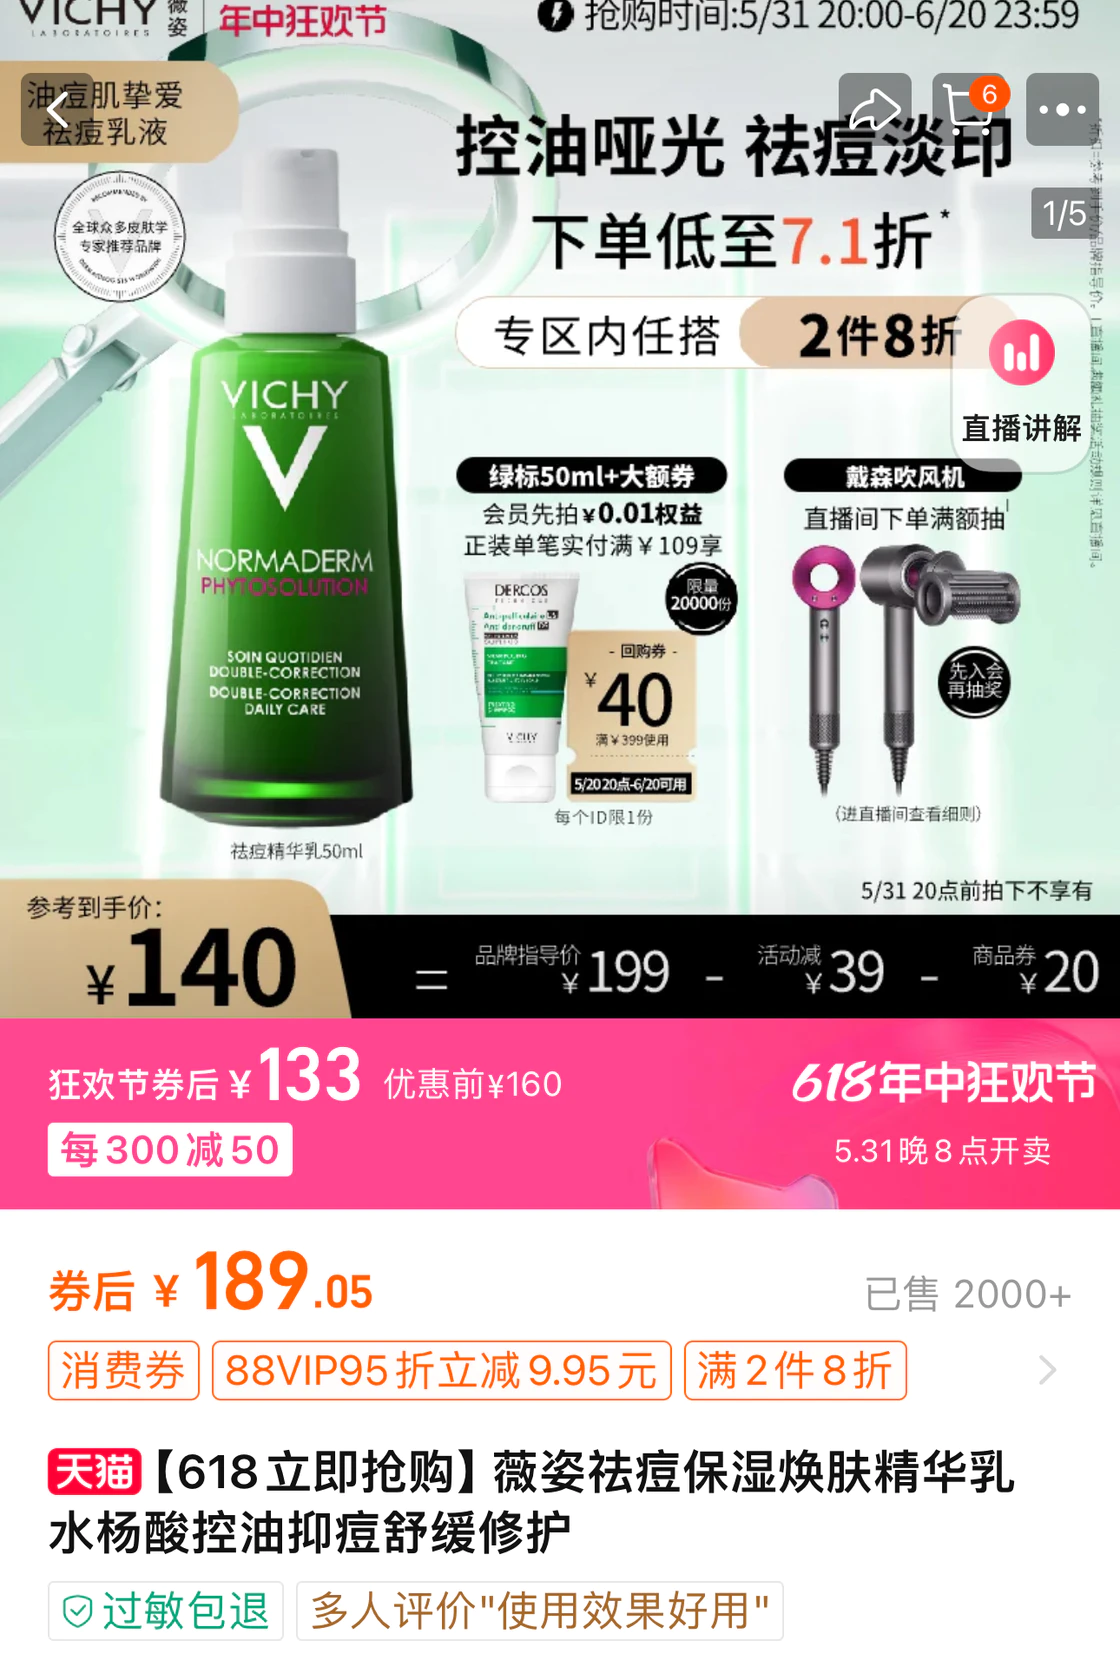 VICHY
LABORATOIRES
薇姿
年中狂欢节
抢购时间:5/31 20:00-6/20 23:59
油痘肌挚爱
祛痘乳液
6
控油哑光 祛痘淡印
1/5
下单低至7.1折*
RECOMMENDED BY
全球众多皮肤学
专家推荐品牌
专区内任搭
2件8折
直播讲解
VICHY
LABORATOIRES
V
NORMADERM
PHYTOSOLUTION
SOIN QUOTIDIEN
DOUBLE-CORRECTION
DOUBLE-CORRECTION
DAILY CARE
祛痘精华乳50ml
绿标50ml+大额券
会员先拍¥0.01权益
正装单笔实付满￥109享
限量
20000份
DERCOS
Anti-pelliculaire
Anti-dandruff DS
VICHY
- 回购券 -
¥
40
满￥399使用
5/20 20点-6/20可用
每个ID限1份
戴森吹风机
直播间下单满额抽
先入会
再抽奖
（进直播间查看细则）
5/31 20点前拍下不享有
参考到手价：
¥140
=
品牌指导价
¥199
-
活动减
¥39
-
商品券
¥20
狂欢节券后 ¥133 优惠前¥160
每300减50
618年中狂欢节
5.31晚8点开卖
券后 ¥189.05
已售 2000+
消费券
88VIP95折立减9.95元
满2件8折
天猫【618立即抢购】薇姿祛痘保湿焕肤精华乳
水杨酸控油抑痘舒缓修护
过敏包退
多人评价"使用效果好用"